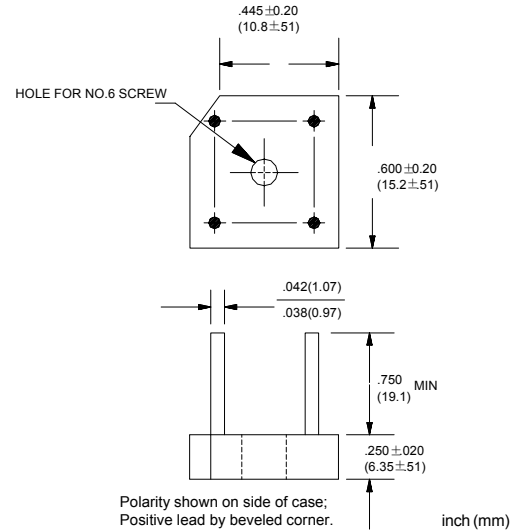 .445±0.20
(10.8±51)
HOLE FOR NO.6 SCREW
.600±0.20
(15.2±51)
.042(1.07)
.038(0.97)
.750 MIN
(19.1)
.250±020
(6.35±51)
Polarity shown on side of case;
Positive lead by beveled corner.
inch (mm)